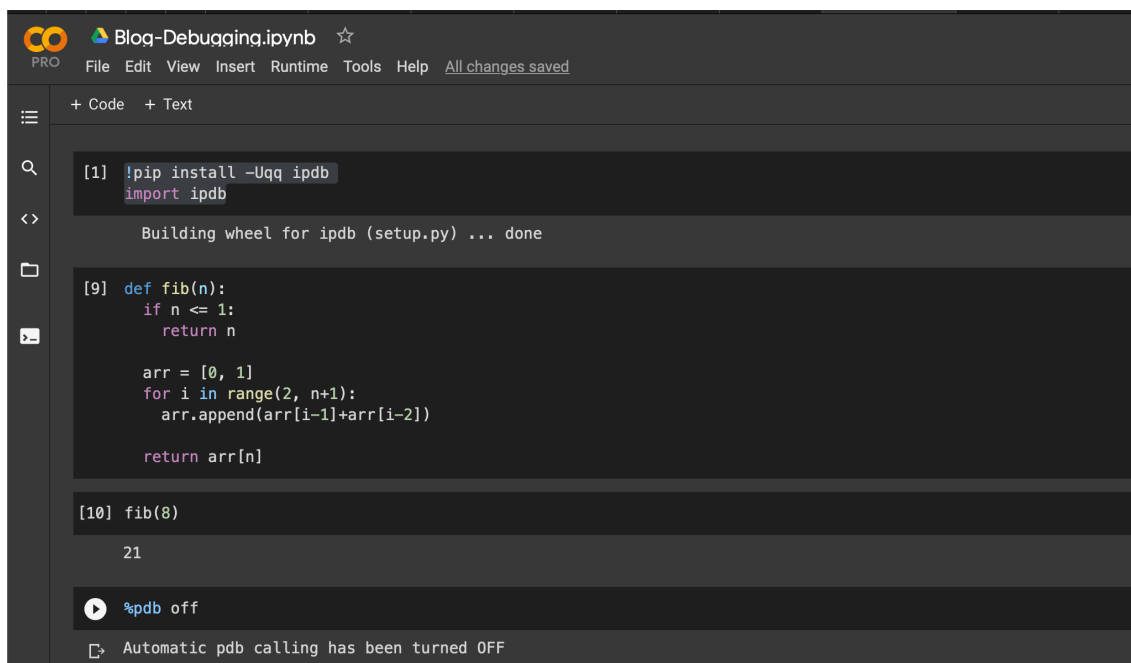 Blog-Debugging.ipynb
PRO
File Edit View Insert Runtime Tools Help All changes saved
+ Code + Text
[1] !pip install -Uqq ipdb
import ipdb
Building wheel for ipdb (setup.py) ... done
[9] def fib(n):
if n <= 1:
return n
arr = [0, 1]
for i in range(2, n+1):
arr.append(arr[i-1]+arr[i-2])
return arr[n]
[10] fib(8)
21
%pdb off
Automatic pdb calling has been turned OFF